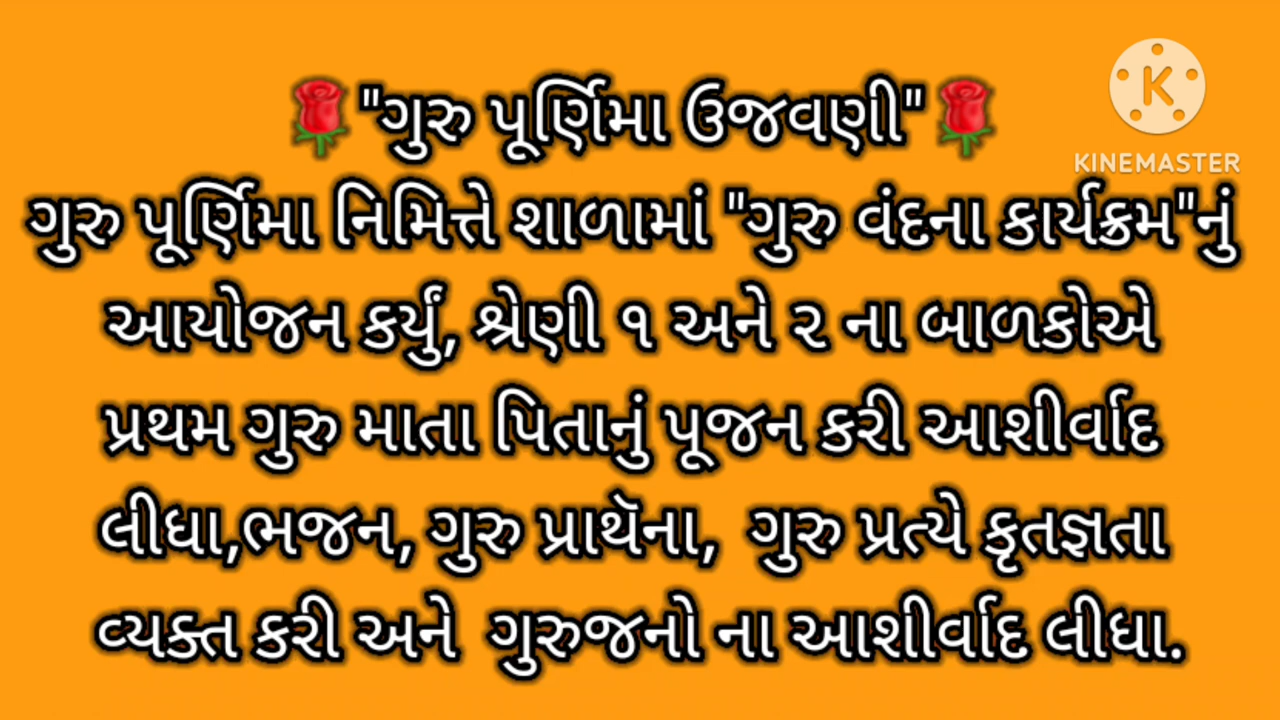 🌹"ગુરુ પૂર્ણિમા ઉજવણી"🌹
KINEMASTER
ગુરુ પૂર્ણિમા નિમિત્તે શાળામાં "ગુરુ વંદના કાર્યક્રમ"નું
આયોજન કર્યું, શ્રેણી ૧ અને ૨ ના બાળકોએ
પ્રથમ ગુરુ માતા પિતાનું પૂજન કરી આશીર્વાદ
લીધા,ભજન, ગુરુ પ્રાથૅના,  ગુરુ પ્રત્યે કૃતજ્ઞતા
વ્યક્ત કરી અને  ગુરુજનો ના આશીર્વાદ લીધા.